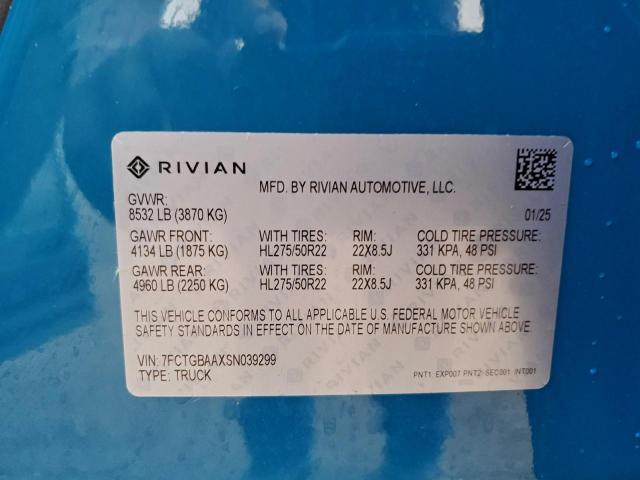 RIVIAN
MFD. BY RIVIAN AUTOMOTIVE, LLC.
GVWR:
8532 LB (3870 KG) 01/25
GAWR FRONT: WITH TIRES: RIM: COLD TIRE PRESSURE:
4134 LB (1875 KG) HL275/50R22 22X8.5J 331 KPA, 48 PSI
GAWR REAR: WITH TIRES: RIM: COLD TIRE PRESSURE:
4960 LB (2250 KG) HL275/50R22 22X8.5J 331 KPA, 48 PSI
THIS VEHICLE CONFORMS TO ALL APPLICABLE U.S. FEDERAL MOTOR VEHICLE
SAFETY STANDARDS IN EFFECT ON THE DATE OF MANUFACTURE SHOWN ABOVE.
VIN: 7FCTGBAAXSN039299
TYPE: TRUCK PNT1: EXP007 PNT2: SEC001 INT:001